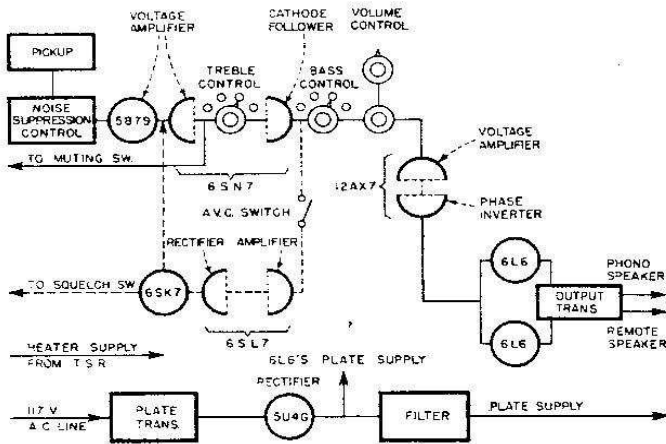 VOLTAGE
AMPLIFIER
CATHODE
FOLLOWER
VOLUME
CONTROL
PICKUP
TREBLE
CONTROL
BASS
CONTROL
NOISE
SUPPRESSION
CONTROL
5879
VOLTAGE
AMPLIFIER
TO MUTING SW.
6SN7
12AX7
PHASE
INVERTER
A.V.C. SWITCH
RECTIFIER AMPLIFIER
6L6
PHONO
SPEAKER
TO SQUELCH SW
6SK7
OUTPUT
TRANS
6SL7
6L6
REMOTE
SPEAKER
HEATER SUPPLY
FROM T.S.R.
6L6'S PLATE SUPPLY
RECTIFIER
117 V
A.C. LINE
PLATE
TRANS.
5U4G
FILTER
PLATE SUPPLY